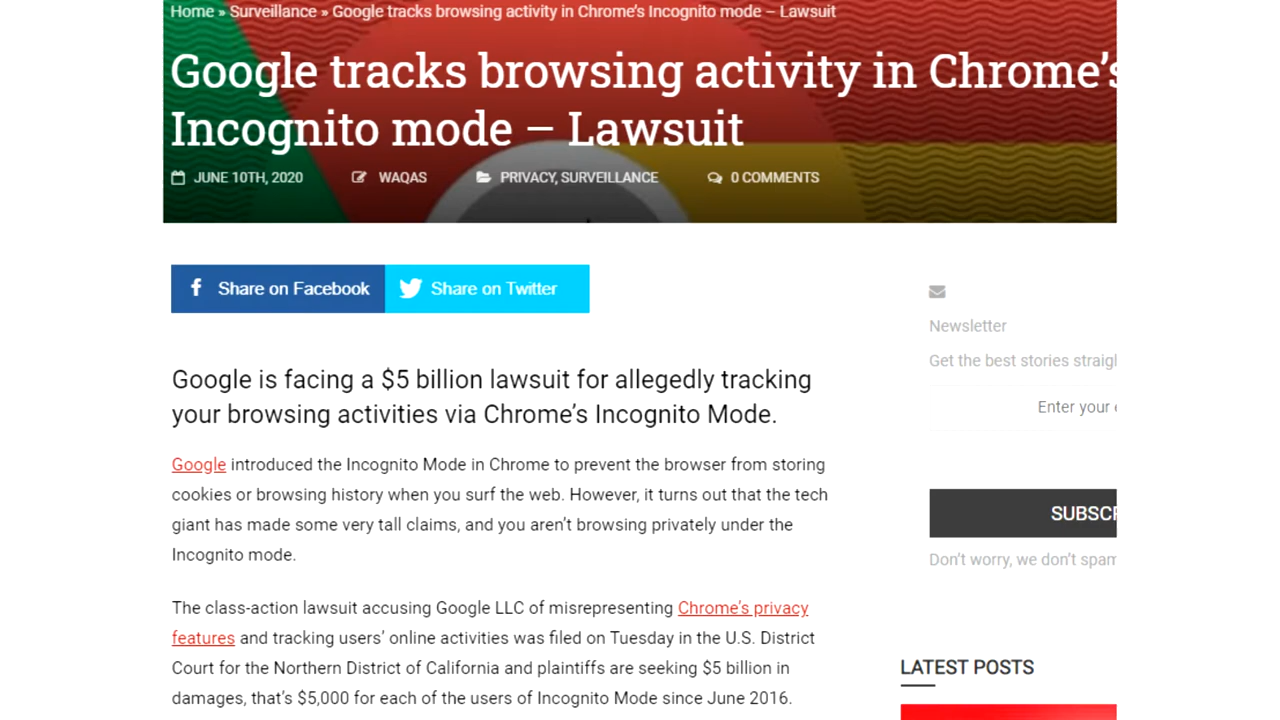 Home » Surveillance » Google tracks browsing activity in Chrome's Incognito mode – Lawsuit
Google tracks browsing activity in Chrome's
Incognito mode – Lawsuit
JUNE 10TH, 2020 WAQAS PRIVACY, SURVEILLANCE 0 COMMENTS
Share on Facebook Share on Twitter
Google is facing a $5 billion lawsuit for allegedly tracking
your browsing activities via Chrome's Incognito Mode.
Google introduced the Incognito Mode in Chrome to prevent the browser from storing
cookies or browsing history when you surf the web. However, it turns out that the tech
giant has made some very tall claims, and you aren't browsing privately under the
Incognito mode.
The class-action lawsuit accusing Google LLC of misrepresenting Chrome's privacy
features and tracking users' online activities was filed on Tuesday in the U.S. District
Court for the Northern District of California and plaintiffs are seeking $5 billion in
damages, that's $5,000 for each of the users of Incognito Mode since June 2016.
Newsletter
Get the best stories
Enter your
Don't worry, we don't spam
LATEST POSTS